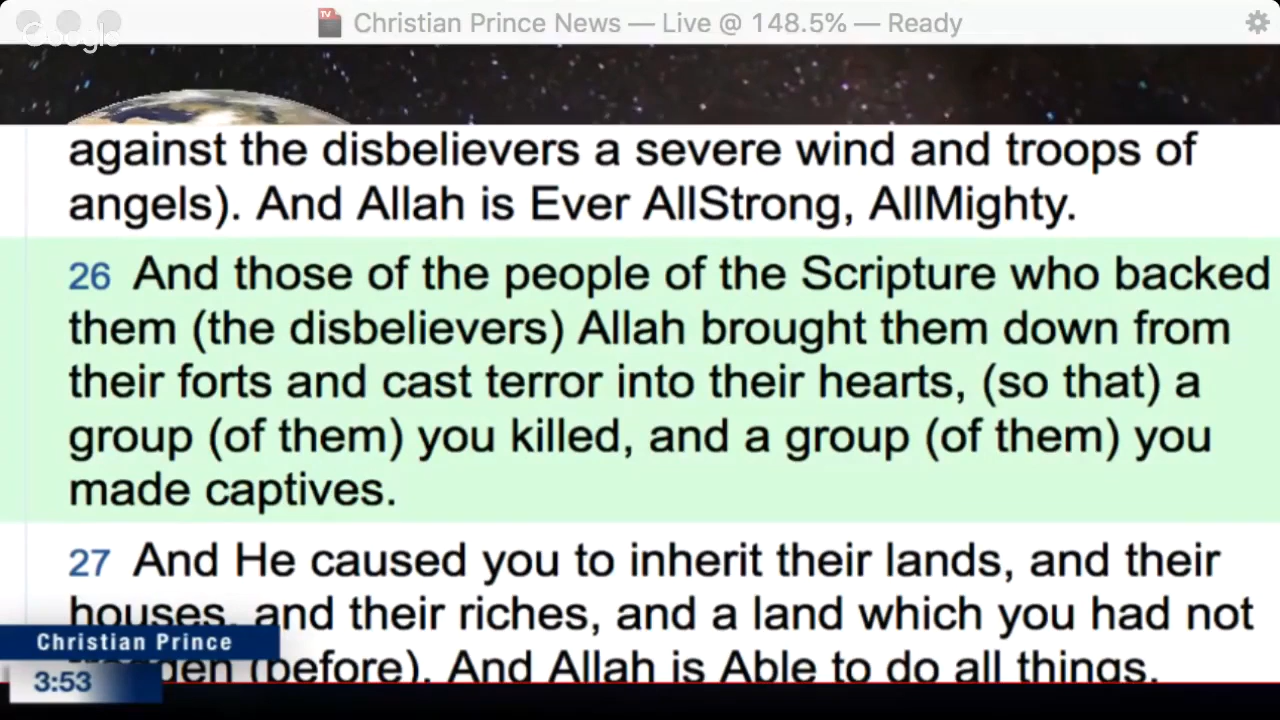 TV Christian Prince News — Live @ 148.5% — Ready
Google
against the disbelievers a severe wind and troops of
angels). And Allah is Ever AllStrong, AllMighty.
26 And those of the people of the Scripture who backed
them (the disbelievers) Allah brought them down from
their forts and cast terror into their hearts, (so that) a
group (of them) you killed, and a group (of them) you
made captives.
27 And He caused you to inherit their lands, and their
houses, and their riches, and a land which you had not
(before). And Allah is Able to do all things.
Christian Prince
3:53